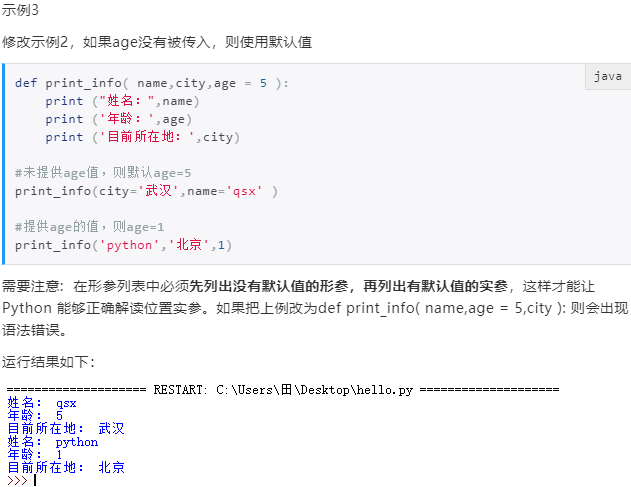 示例3
修改示例2，如果age没有被传入，则使用默认值
java
def print_info( name,city,age = 5 ):
    print ("姓名：",name)
    print ('年龄：',age)
    print ('目前所在地：',city)
#未提供age值，则默认age=5
print_info(city='武汉',name='qsx' )
#提供age的值，则age=1
print_info('python','北京',1)
需要注意：在形参列表中必须先列出没有默认值的形参，再列出有默认值的实参，这样才能让
Python 能够正确解读位置实参。如果把上例改为def print_info( name,age = 5,city ): 则会出现
语法错误。
运行结果如下：
==================== RESTART: C:\Users\田\Desktop\hello.py ====================
姓名： qsx
年龄： 5
目前所在地： 武汉
姓名： python
年龄： 1
目前所在地： 北京
>>>